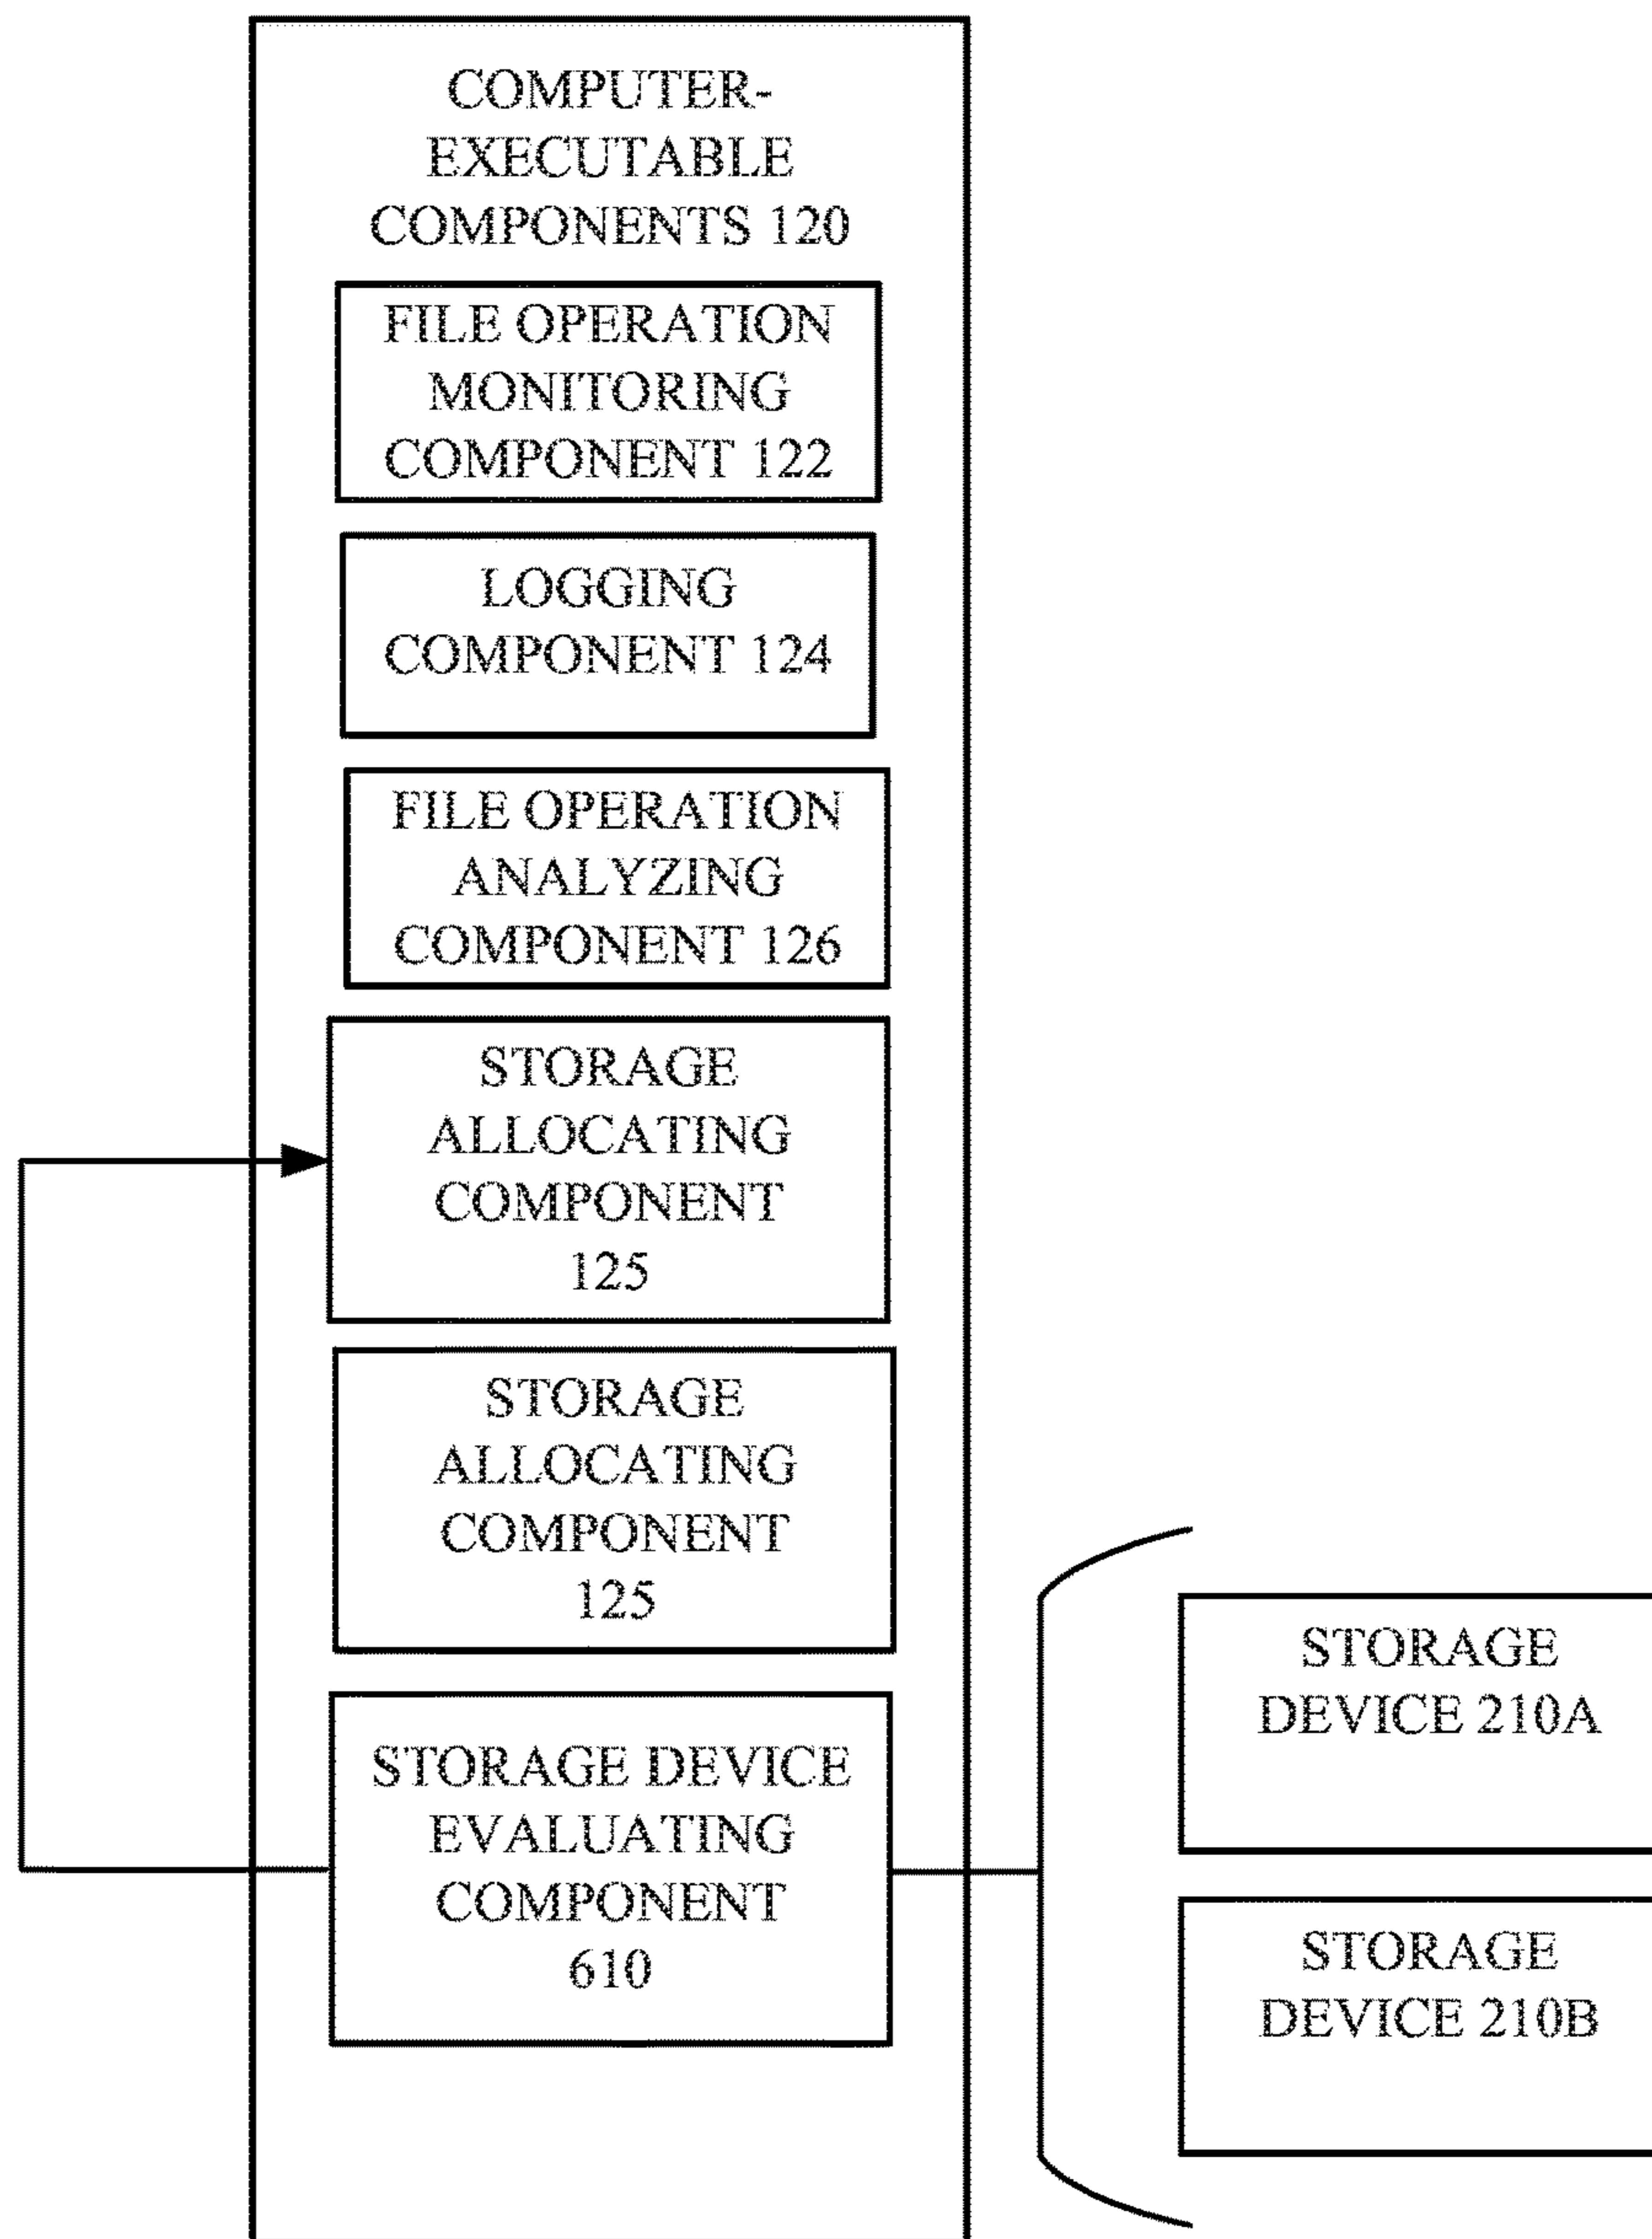 COMPUTER-
EXECUTABLE
COMPONENTS 120
FILE OPERATION
MONITORING
COMPONENT 122
LOGGING
COMPONENT 124
FILE OPERATION
ANALYZING
COMPONENT 126
STORAGE
ALLOCATING
COMPONENT
125
STORAGE
ALLOCATING
COMPONENT
125
STORAGE DEVICE
EVALUATING
COMPONENT
610
STORAGE
DEVICE 210A
STORAGE
DEVICE 210B